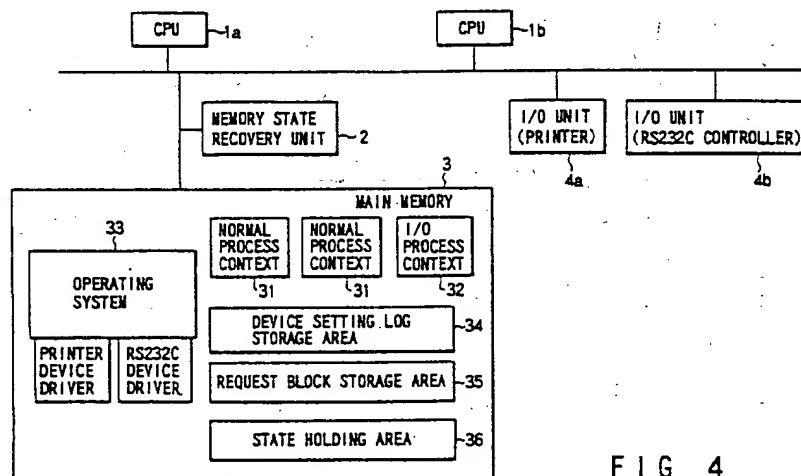 CPU
1a
CPU
1b
MEMORY STATE
RECOVERY UNIT
2
I/O UNIT
(PRINTER)
4a
I/O UNIT
(RS232C CONTROLLER)
4b
3
MAIN MEMORY
33
OPERATING
SYSTEM
PRINTER
DEVICE
DRIVER
RS232C
DEVICE
DRIVER
NORMAL
PROCESS
CONTEXT
31
NORMAL
PROCESS
CONTEXT
31
I/O
PROCESS
CONTEXT
32
DEVICE SETTING LOG
STORAGE AREA
34
REQUEST BLOCK STORAGE AREA
35
STATE HOLDING AREA
36
FIG. 4